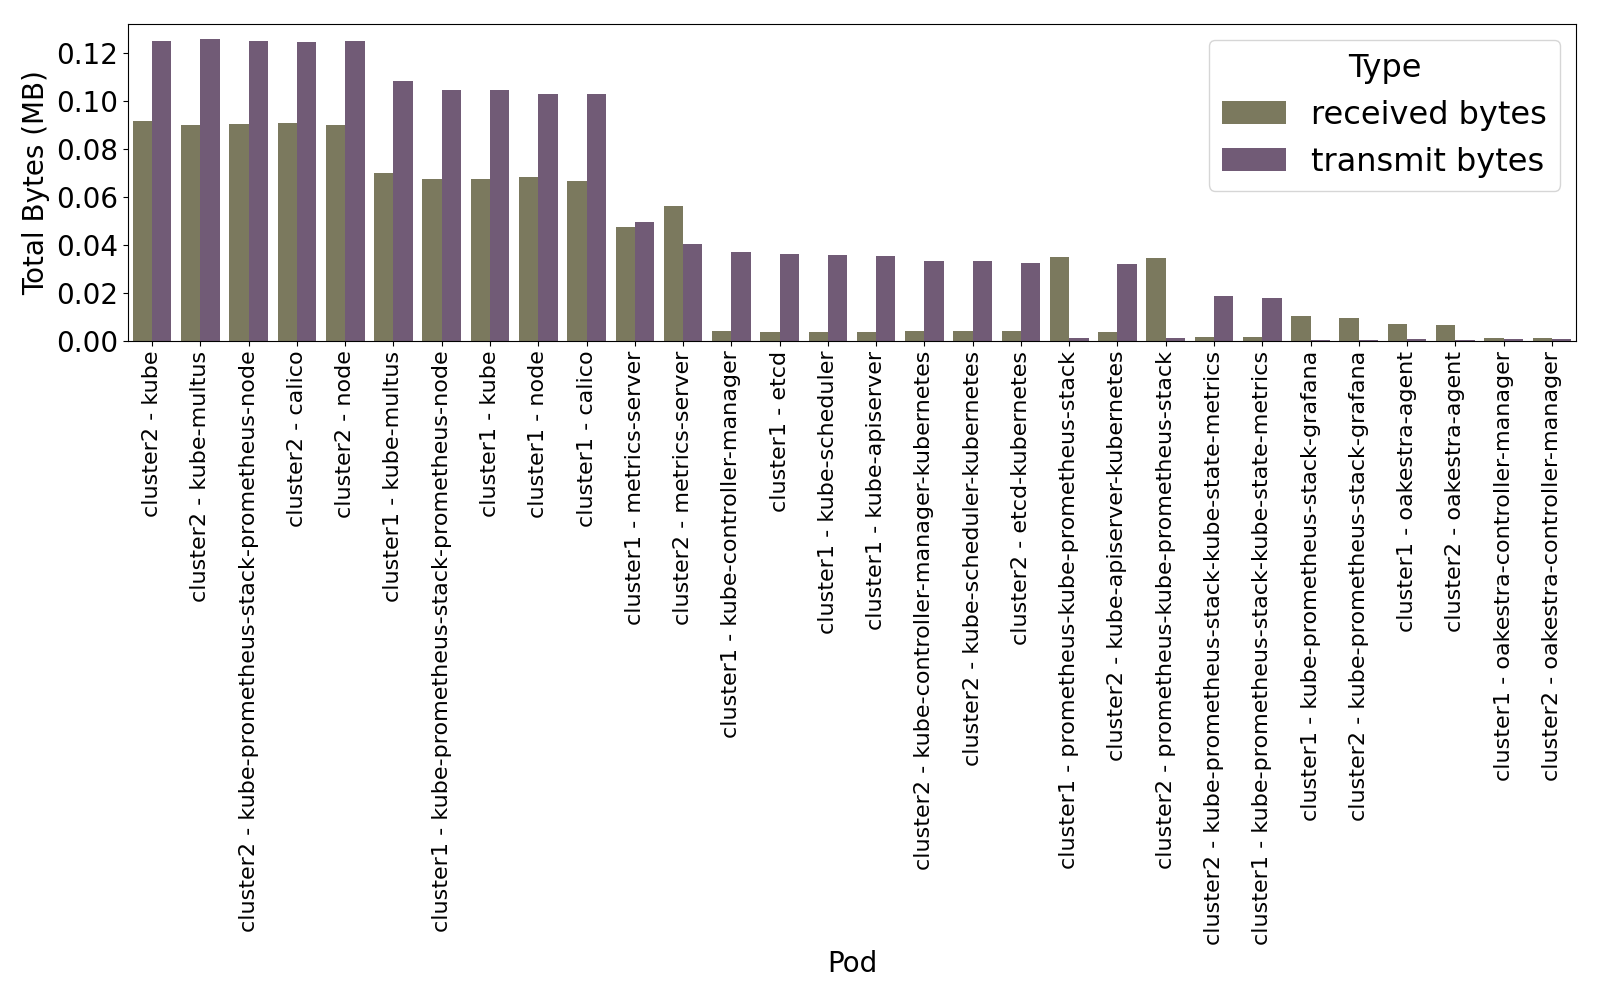 Total Bytes (MB)
0.12
0.10
0.08
0.06
0.04
0.02
0.00
Type
received bytes
transmit bytes
cluster2 - kube
cluster2 - kube-multus
cluster2 - kube-prometheus-stack-prometheus-node
cluster2 - calico
cluster2 - node
cluster1 - kube-multus
cluster1 - kube-prometheus-stack-prometheus-node
cluster1 - kube
cluster1 - node
cluster1 - calico
cluster1 - metrics-server
cluster2 - metrics-server
cluster1 - kube-controller-manager
cluster1 - etcd
cluster1 - kube-scheduler
cluster1 - kube-apiserver
cluster2 - kube-controller-manager-kubernetes
cluster2 - kube-scheduler-kubernetes
cluster2 - etcd-kubernetes
cluster1 - prometheus-kube-prometheus-stack
cluster2 - kube-apiserver-kubernetes
cluster2 - prometheus-kube-prometheus-stack
cluster2 - kube-prometheus-stack-kube-state-metrics
cluster1 - kube-prometheus-stack-kube-state-metrics
cluster1 - kube-prometheus-stack-grafana
cluster2 - kube-prometheus-stack-grafana
cluster1 - oakestra-agent
cluster2 - oakestra-agent
cluster1 - oakestra-controller-manager
cluster2 - oakestra-controller-manager
Pod